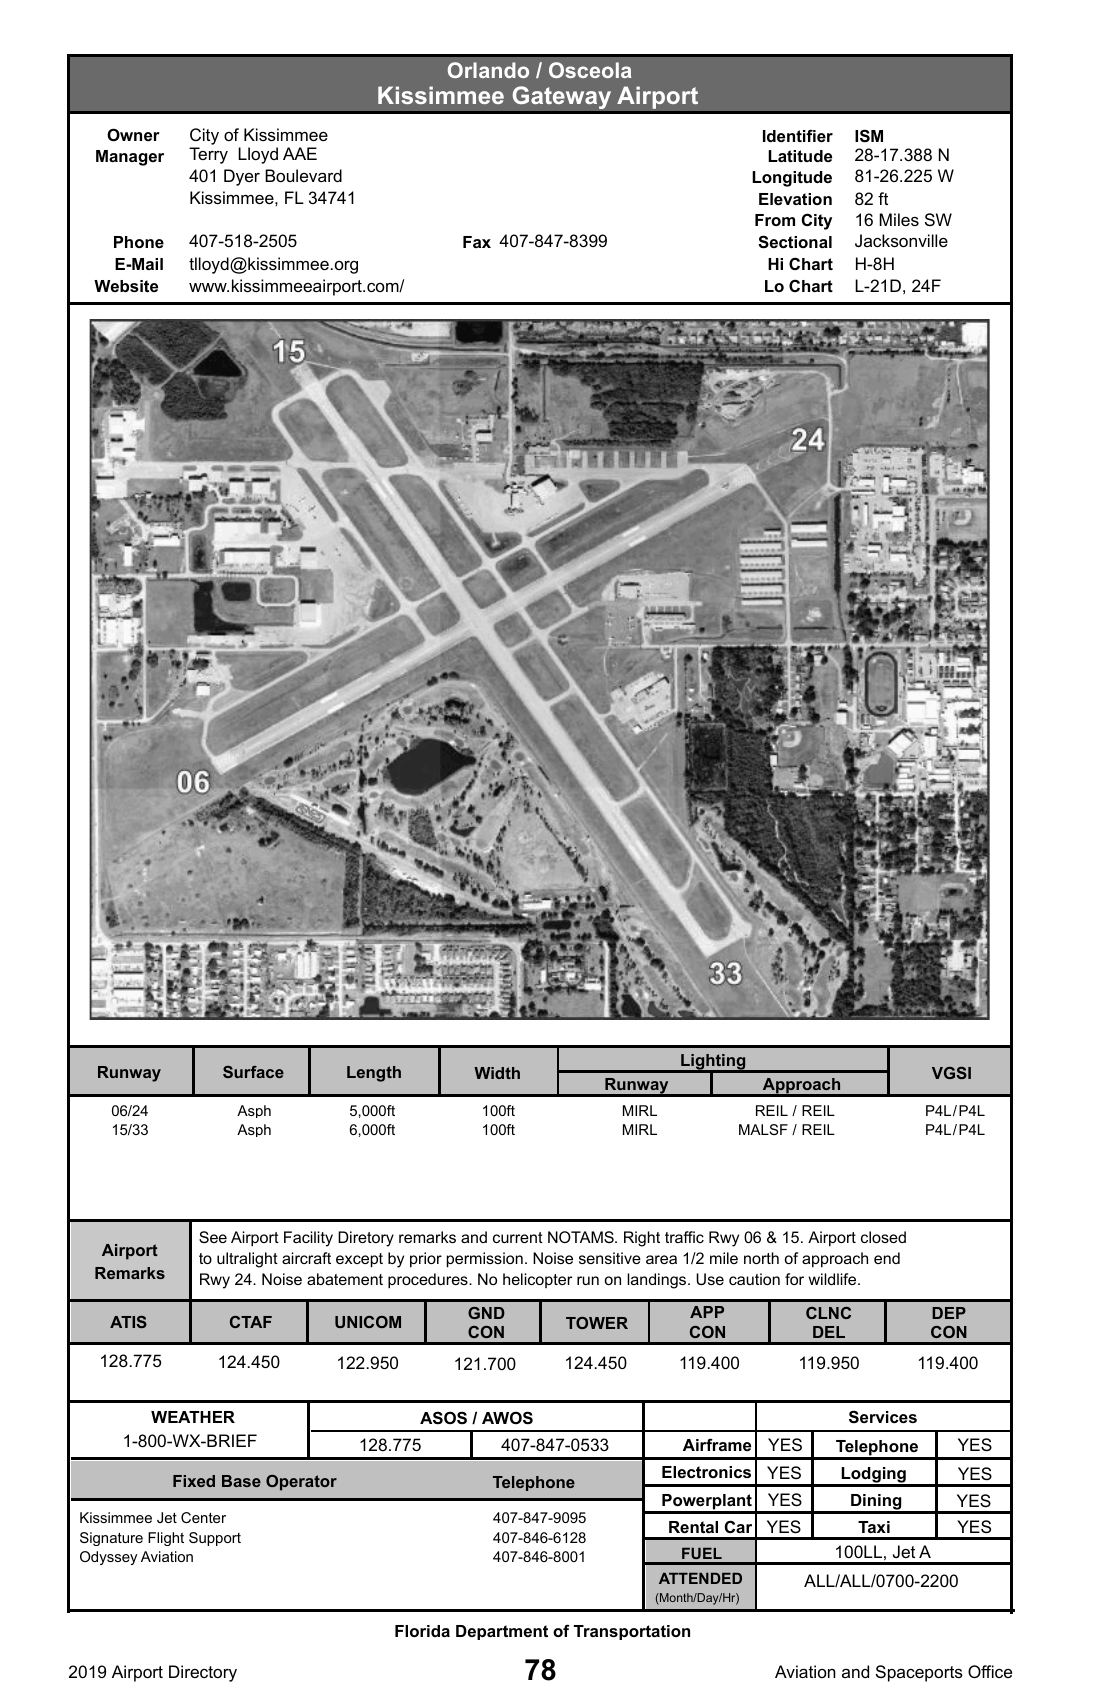 Orlando / Osceola
Kissimmee Gateway Airport
Owner City of Kissimmee
Manager Terry Lloyd AAE
401 Dyer Boulevard
Kissimmee, FL 34741
Phone 407-518-2505 Fax 407-847-8399
E-Mail tlloyd@kissimmee.org
Website www.kissimmeeairport.com/
Identifier ISM
Latitude 28-17.388 N
Longitude 81-26.225 W
Elevation 82 ft
From City 16 Miles SW
Sectional Jacksonville
Hi Chart H-8H
Lo Chart L-21D, 24F
15
24
06
33
Runway Surface Length Width Lighting VGSI
Runway Approach
06/24 Asph 5,000ft 100ft MIRL REIL / REIL P4L/P4L
15/33 Asph 6,000ft 100ft MIRL MALSF / REIL P4L/P4L
Airport
Remarks
See Airport Facility Diretory remarks and current NOTAMS. Right traffic Rwy 06 & 15. Airport closed
to ultralight aircraft except by prior permission. Noise sensitive area 1/2 mile north of approach end
Rwy 24. Noise abatement procedures. No helicopter run on landings. Use caution for wildlife.
ATIS CTAF UNICOM GND CON TOWER APP CON CLNC DEL DEP CON
128.775 124.450 122.950 121.700 124.450 119.400 119.950 119.400
WEATHER
1-800-WX-BRIEF
ASOS / AWOS
128.775 407-847-0533
Services
Airframe YES Telephone YES
Electronics YES Lodging YES
Powerplant YES Dining YES
Rental Car YES Taxi YES
FUEL 100LL, Jet A
ATTENDED ALL/ALL/0700-2200
(Month/Day/Hr)
Fixed Base Operator Telephone
Kissimmee Jet Center 407-847-9095
Signature Flight Support 407-846-6128
Odyssey Aviation 407-846-8001
Florida Department of Transportation
2019 Airport Directory 78 Aviation and Spaceports Office